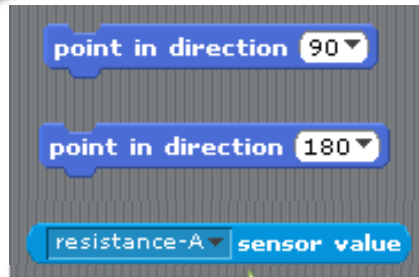 point in direction 90
point in direction 180
resistance-A sensor value